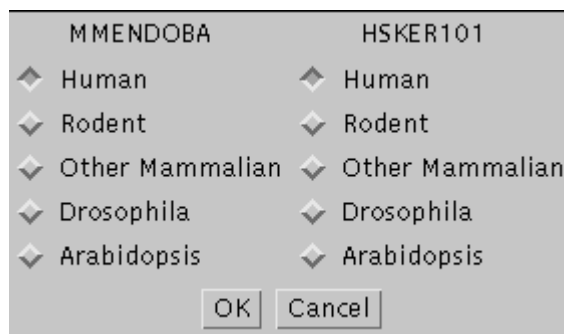 MMENDOBA HSKER101
Human Human
Rodent Rodent
Other Mammalian Other Mammalian
Drosophila Drosophila
Arabidopsis Arabidopsis
OK Cancel